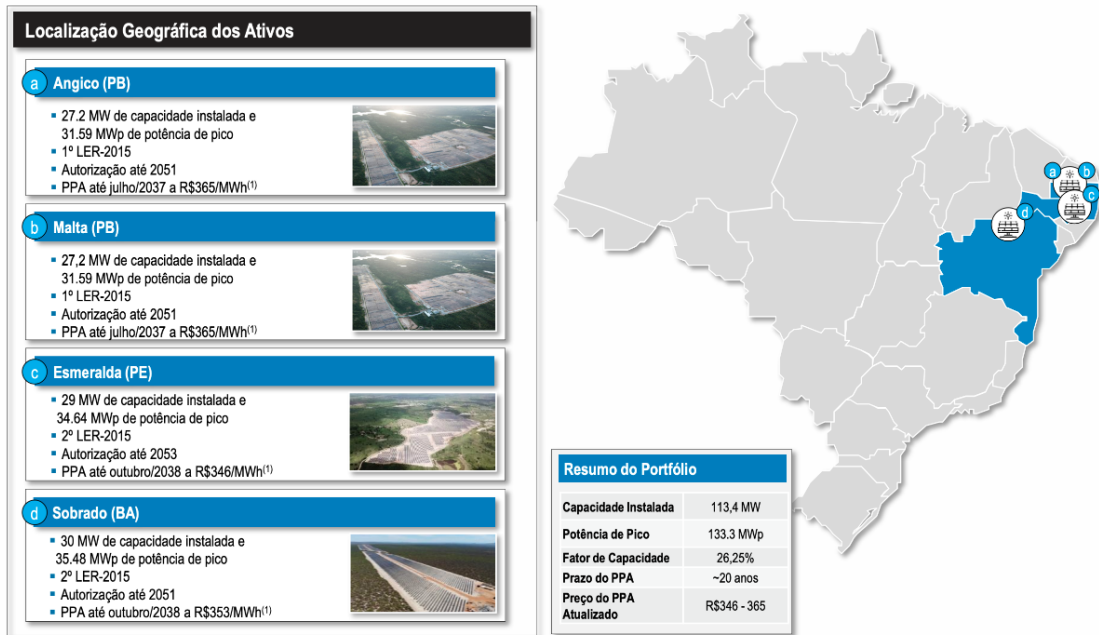 Localização Geográfica dos Ativos
a Angico (PB)
▪ 27.2 MW de capacidade instalada e
31.59 MWp de potência de pico
▪ 1º LER-2015
▪ Autorização até 2051
▪ PPA até julho/2037 a R$365/MWh(1)
b Malta (PB)
▪ 27,2 MW de capacidade instalada e
31.59 MWp de potência de pico
▪ 1º LER-2015
▪ Autorização até 2051
▪ PPA até julho/2037 a R$365/MWh(1)
c Esmeralda (PE)
▪ 29 MW de capacidade instalada e
34.64 MWp de potência de pico
▪ 2º LER-2015
▪ Autorização até 2053
▪ PPA até outubro/2038 a R$346/MWh(1)
d Sobrado (BA)
▪ 30 MW de capacidade instalada e
35.48 MWp de potência de pico
▪ 2º LER-2015
▪ Autorização até 2051
▪ PPA até outubro/2038 a R$353/MWh(1)
a b
c
d
Resumo do Portfólio
Capacidade Instalada 113,4 MW
Potência de Pico 133.3 MWp
Fator de Capacidade 26,25%
Prazo do PPA ~20 anos
Preço do PPA
Atualizado R$346 - 365